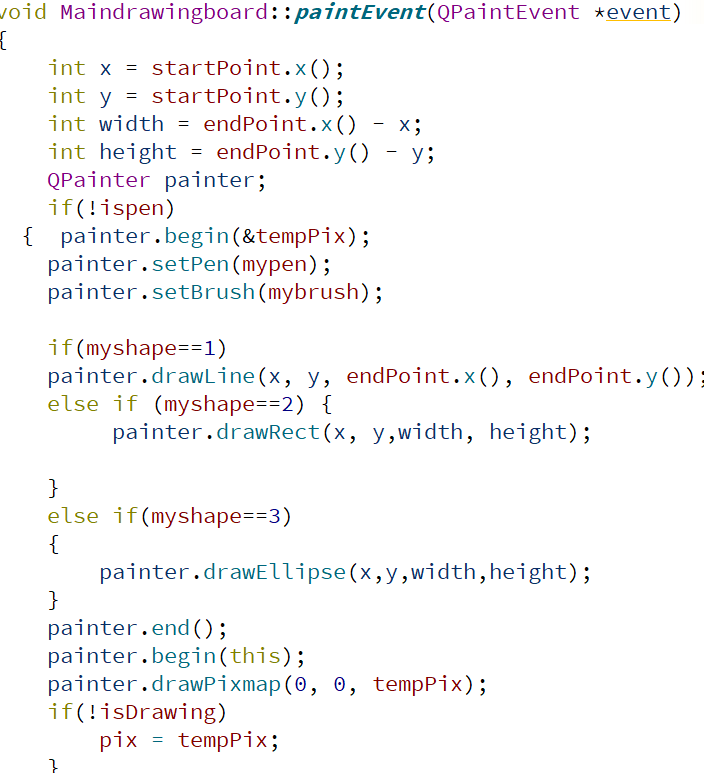 void Maindrawingboard::paintEvent(QPaintEvent *event)
{
    int x = startPoint.x();
    int y = startPoint.y();
    int width = endPoint.x() - x;
    int height = endPoint.y() - y;
    QPainter painter;
    if(!ispen)
  {  painter.begin(&tempPix);
    painter.setPen(mypen);
    painter.setBrush(mybrush);
    if(myshape==1)
    painter.drawLine(x, y, endPoint.x(), endPoint.y());
    else if (myshape==2) {
         painter.drawRect(x, y,width, height);
    }
    else if(myshape==3)
    {
        painter.drawEllipse(x,y,width,height);
    }
    painter.end();
    painter.begin(this);
    painter.drawPixmap(0, 0, tempPix);
    if(!isDrawing)
        pix = tempPix;
    }